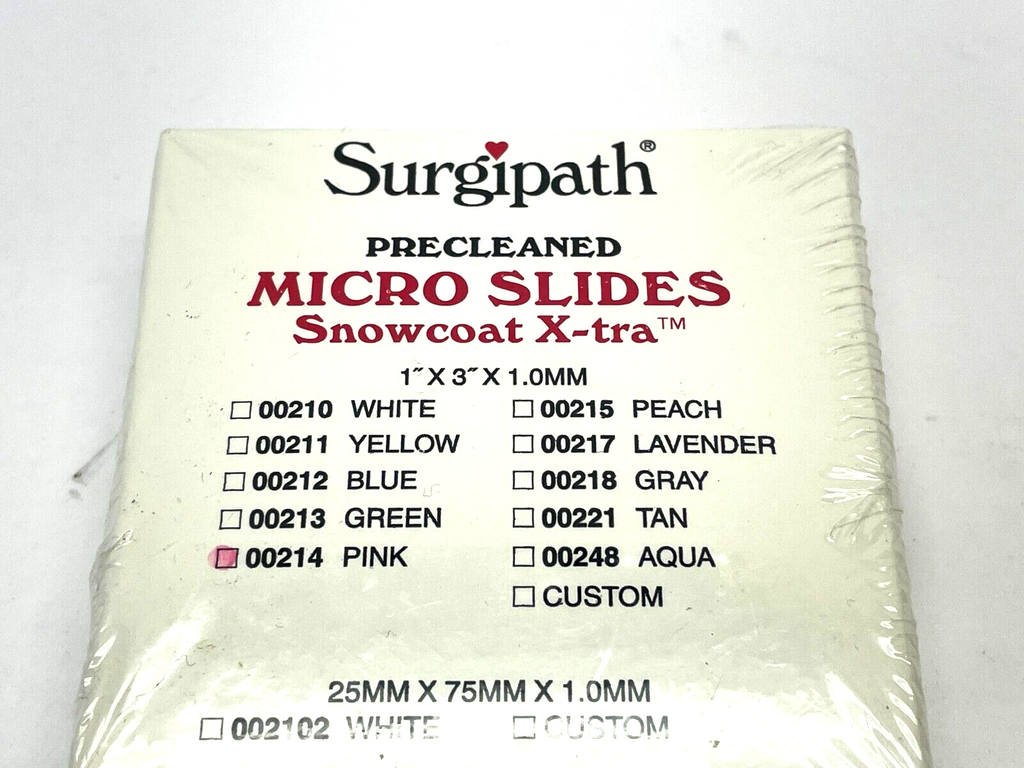 Surgipath®
PRECLEANED
MICRO SLIDES
Snowcoat X-tra™
1˝ X 3˝ X 1.0MM
☐ 00210 WHITE ☐ 00215 PEACH
☐ 00211 YELLOW ☐ 00217 LAVENDER
☐ 00212 BLUE ☐ 00218 GRAY
☐ 00213 GREEN ☐ 00221 TAN
☐ 00214 PINK ☐ 00248 AQUA
☐ CUSTOM
25MM X 75MM X 1.0MM
☐ 002102 WHITE ☐ CUSTOM